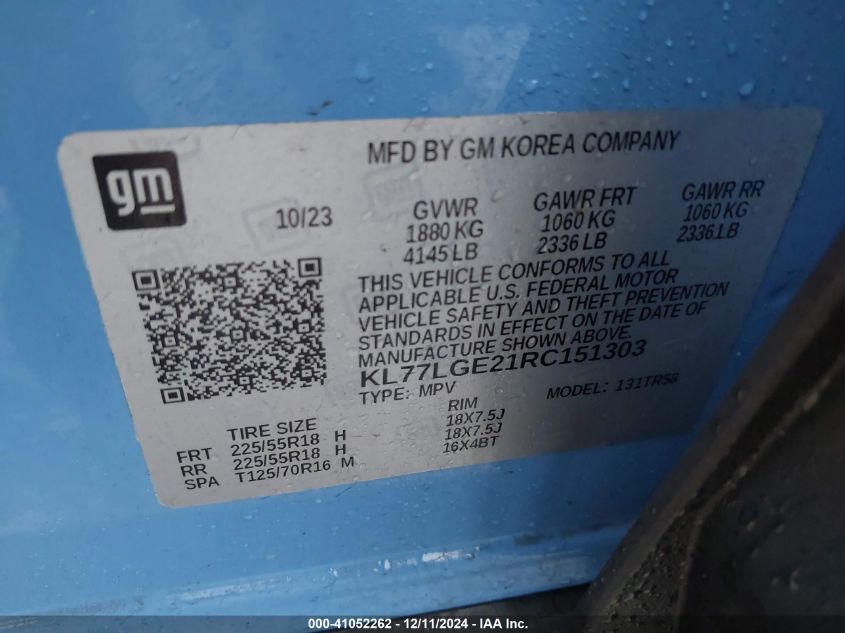 gm
MFD BY GM KOREA COMPANY
10/23
GVWR
1880 KG
4145 LB
GAWR FRT
1060 KG
2336 LB
GAWR RR
1060 KG
2336 LB
THIS VEHICLE CONFORMS TO ALL
APPLICABLE U.S. FEDERAL MOTOR
VEHICLE SAFETY AND THEFT PREVENTION
STANDARDS IN EFFECT ON THE DATE OF
MANUFACTURE SHOWN ABOVE.
KL77LGE21RC151303
TYPE: MPV
MODEL: 131TR58
TIRE SIZE
RIM
FRT 225/55R18 H 18X7.5J
RR 225/55R18 H 18X7.5J
SPA T125/70R16 M 16X4BT
000-41052262 - 12/11/2024 - IAAI.com.